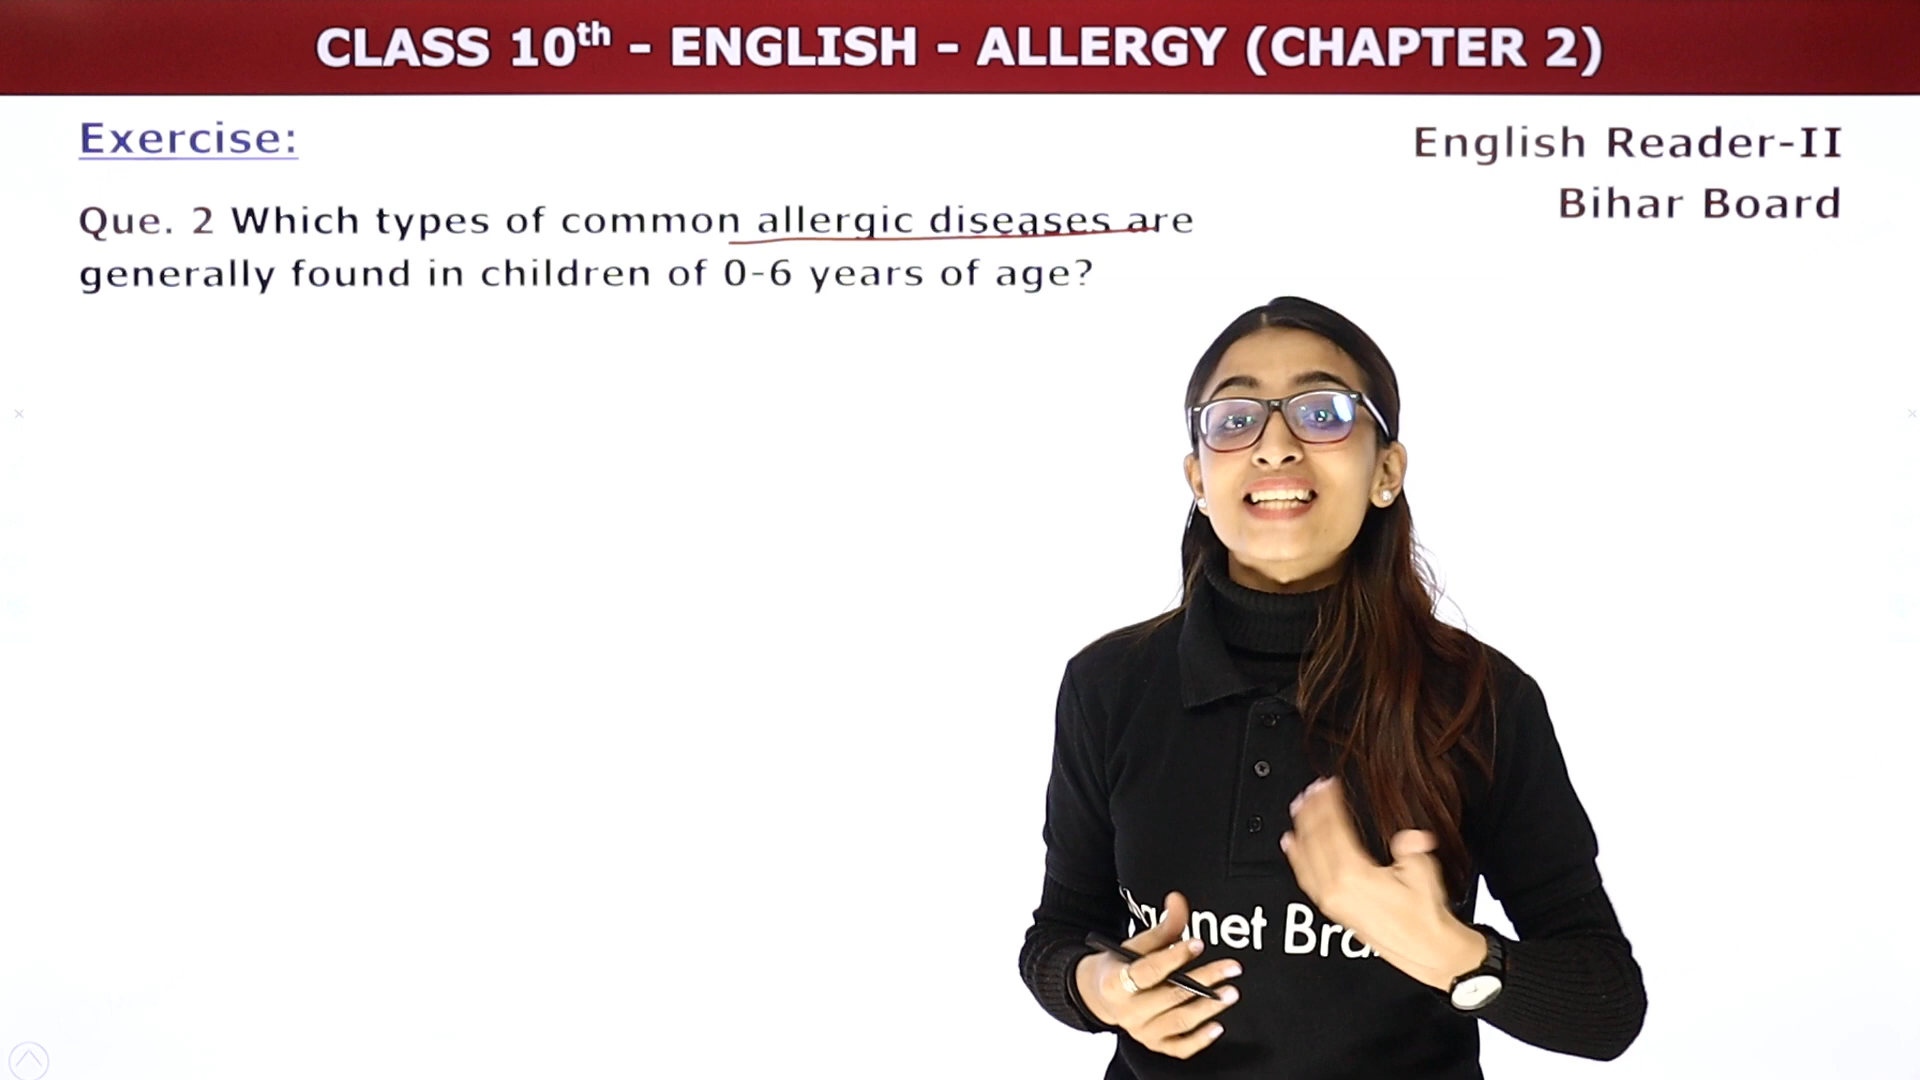 CLASS 10th - ENGLISH - ALLERGY (CHAPTER 2)
Exercise:
English Reader-II
Bihar Board
Que. 2 Which types of common allergic diseases are
generally found in children of 0-6 years of age?